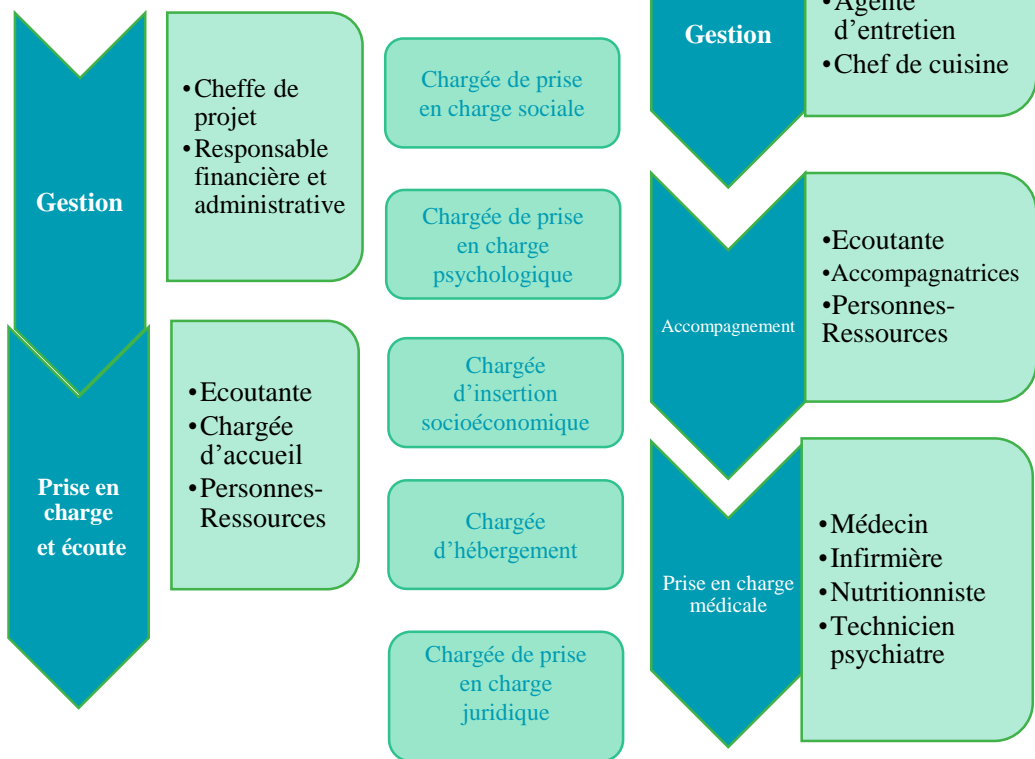 Gestion
•Cheffe de
projet
•Responsable
financière et
administrative
Prise en
charge
et écoute
•Ecoutante
•Chargée
d’accueil
•Personnes-
Ressources
Chargée de prise
en charge sociale
Chargée de prise
en charge
psychologique
Chargée
d’insertion
socioéconomique
Chargée
d’hébergement
Chargée de prise
en charge
juridique
Gestion
•Agente
d’entretien
•Chef de cuisine
Accompagnement
•Ecoutante
•Accompagnatrices
•Personnes-
Ressources
Prise en charge
médicale
•Médecin
•Infirmière
•Nutritionniste
•Technicien
psychiatre